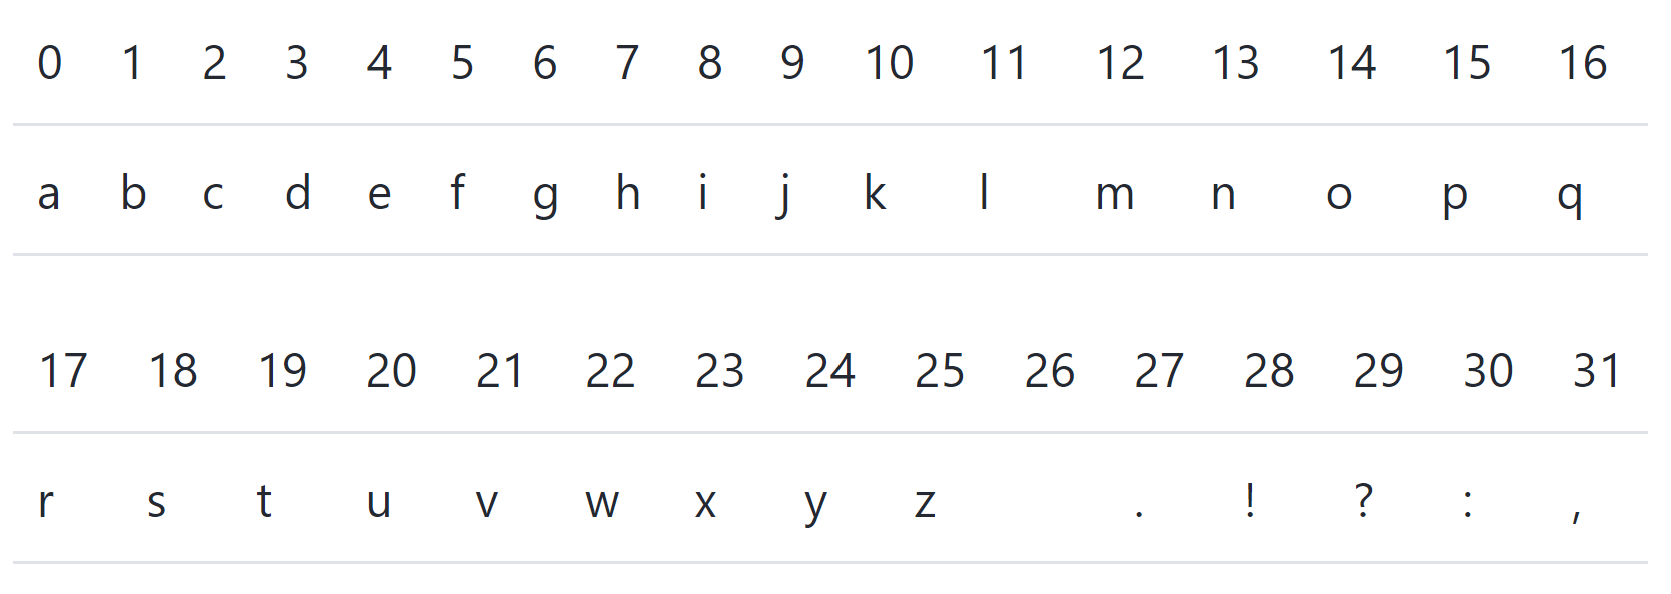 0 1 2 3 4 5 6 7 8 9 10 11 12 13 14 15 16
a b c d e f g h i j k l m n o p q
17 18 19 20 21 22 23 24 25 26 27 28 29 30 31
r s t u v w x y z . ! ? : ,